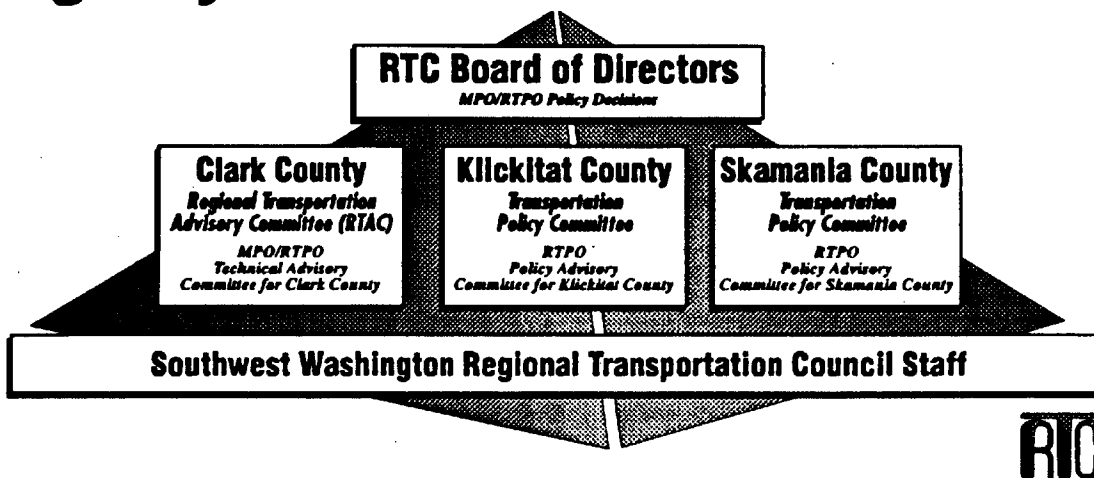 RTC Board of Directors
MPO/RTPO Policy Decisions
Clark County
Regional Transportation
Advisory Committee (RTAC)
MPO/RTPO
Technical Advisory
Committee for Clark County
Klickitat County
Transportation
Policy Committee
RTPO
Policy Advisory
Committee for Klickitat County
Skamania County
Transportation
Policy Committee
RTPO
Policy Advisory
Committee for Skamania County
Southwest Washington Regional Transportation Council Staff
RTC